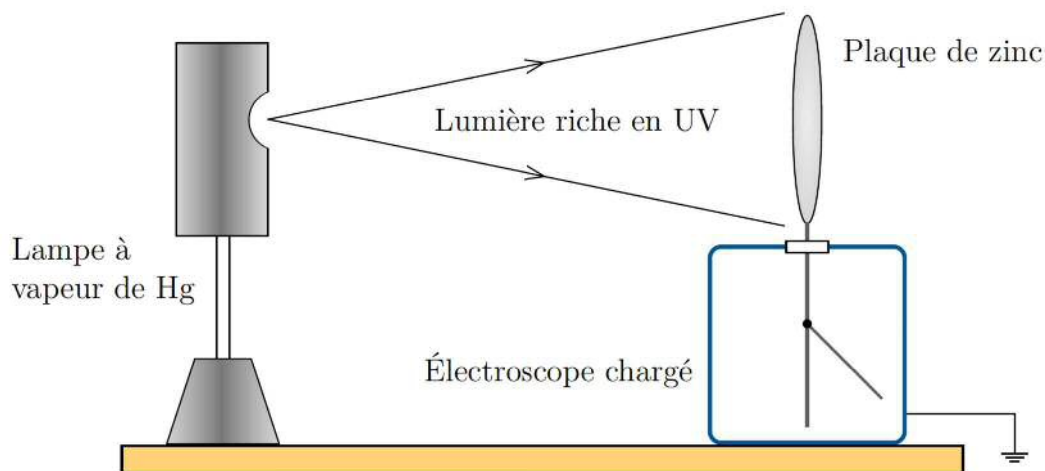 Plaque de zinc
Lumière riche en UV
Lampe à
vapeur de Hg
Électroscope chargé